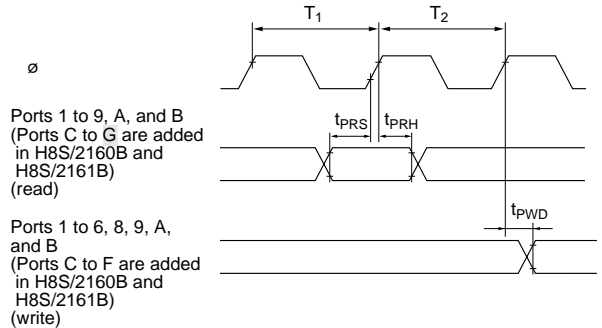 T1
T2
ø
Ports 1 to 9, A, and B
(Ports C to G are added
in H8S/2160B and
H8S/2161B)
(read)
tPRS
tPRH
Ports 1 to 6, 8, 9, A,
and B
(Ports C to F are added
in H8S/2160B and
H8S/2161B)
(write)
tPWD